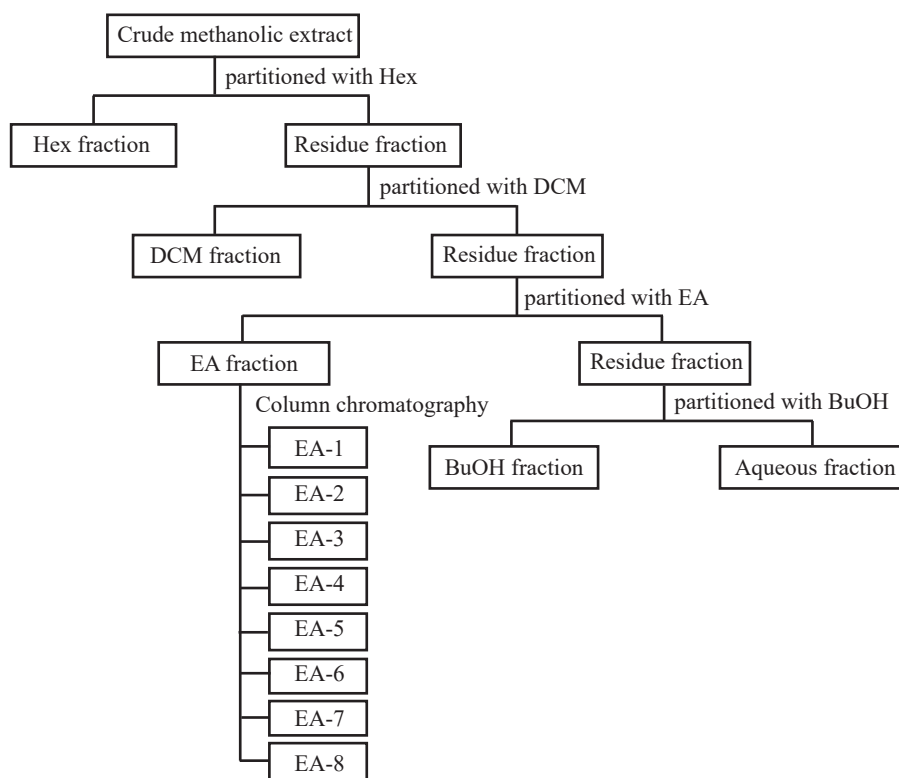 Crude methanolic extract
partitioned with Hex
Hex fraction
Residue fraction
partitioned with DCM
DCM fraction
Residue fraction
partitioned with EA
EA fraction
Residue fraction
Column chromatography
partitioned with BuOH
EA-1
BuOH fraction
Aqueous fraction
EA-2
EA-3
EA-4
EA-5
EA-6
EA-7
EA-8